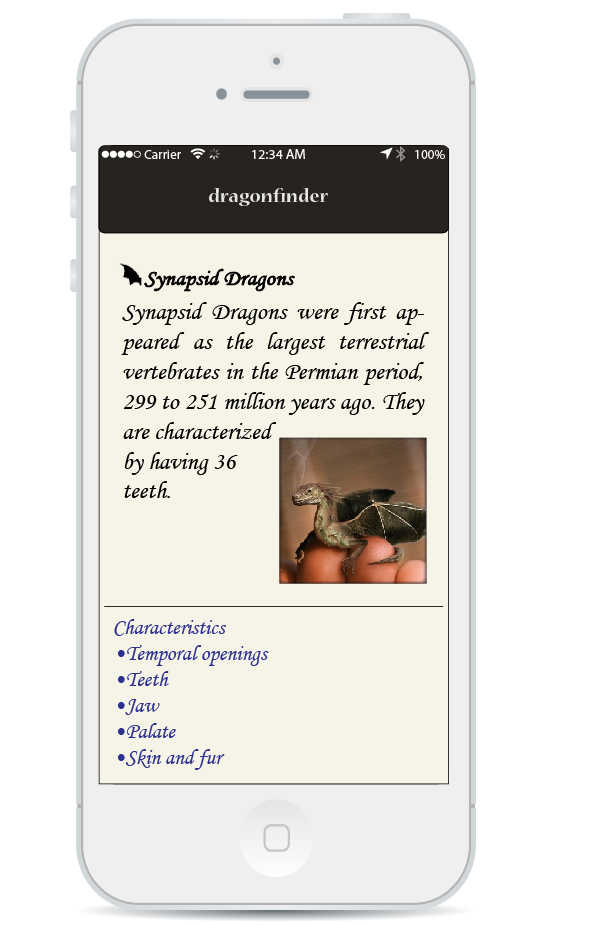 Carrier 12:34 AM 100%
dragonfinder
Synapsid Dragons
Synapsid Dragons were first ap-
peared as the largest terrestrial
vertebrates in the Permian period,
299 to 251 million years ago. They
are characterized
by having 36
teeth.
Characteristics
•Temporal openings
•Teeth
•Jaw
•Palate
•Skin and fur